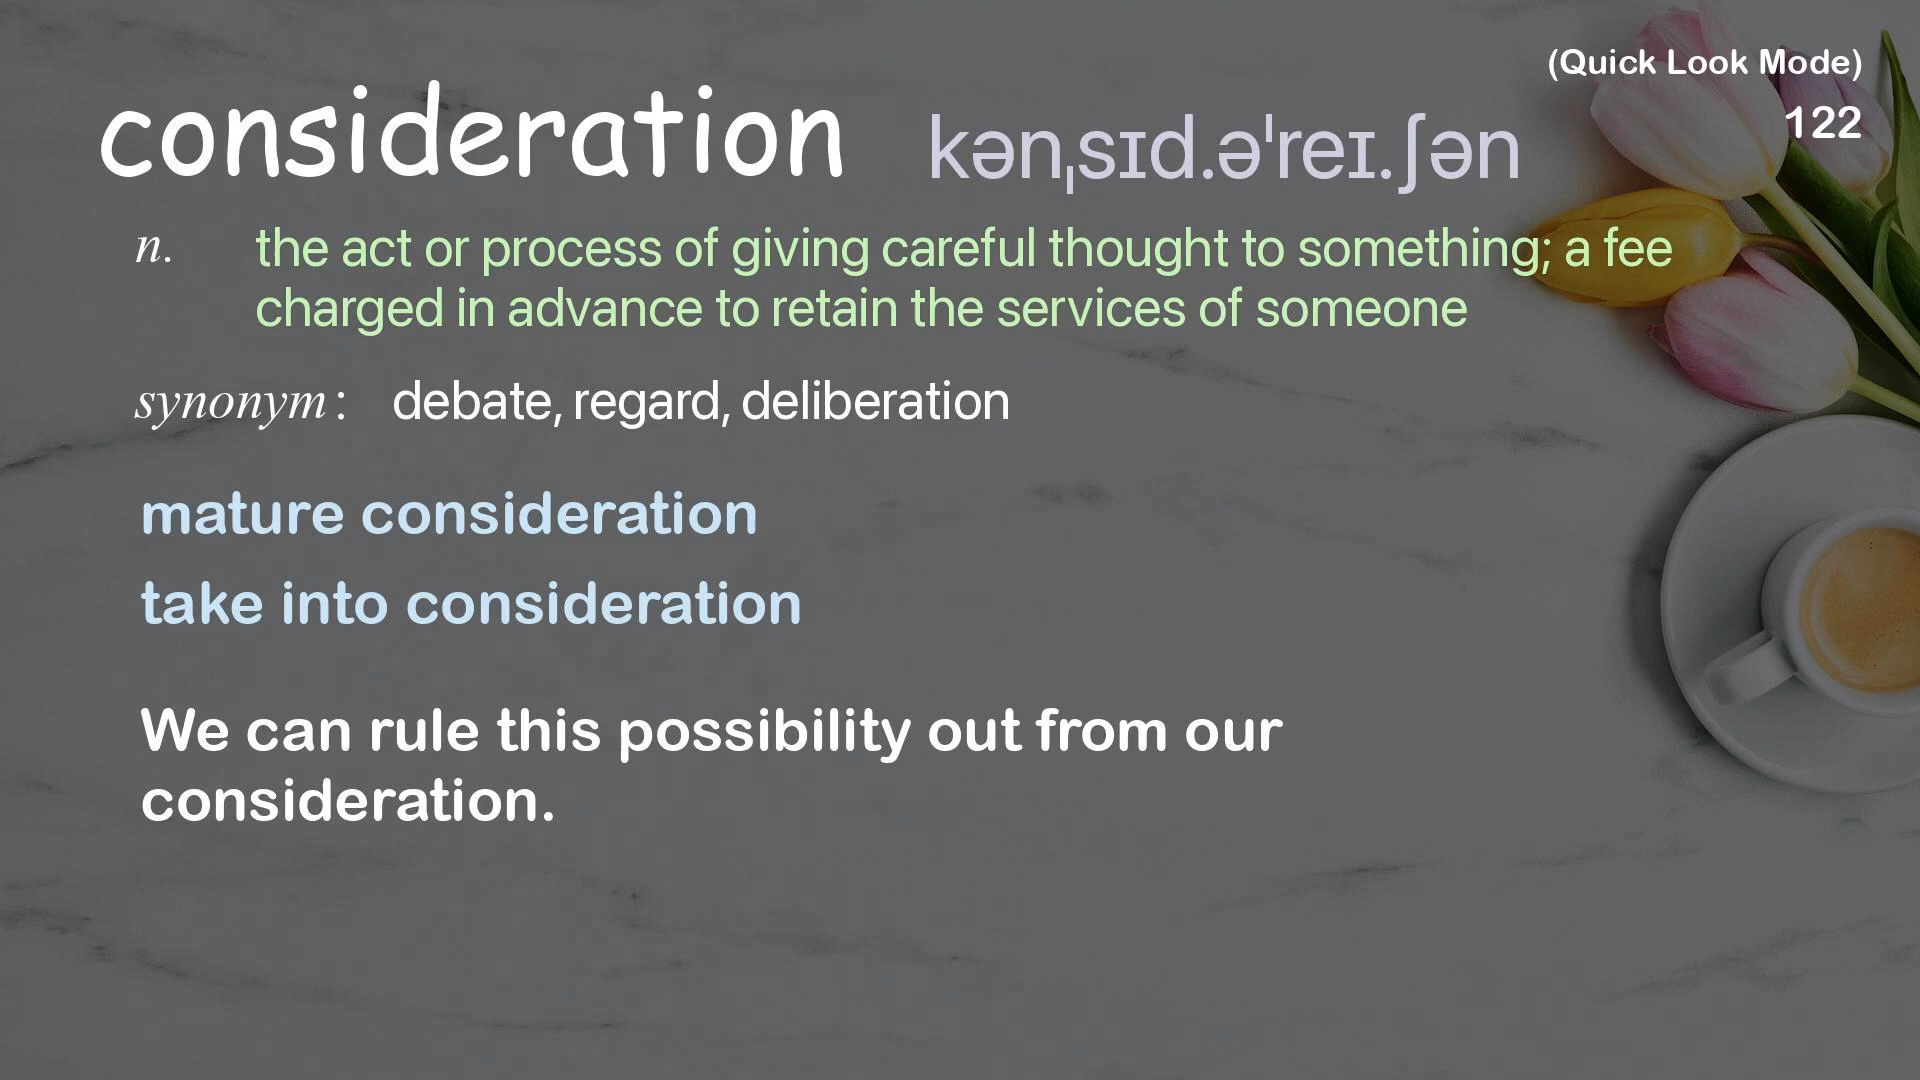 (Quick Look Mode)
122
consideration kənˌsɪd.əˈreɪ.ʃən
n. the act or process of giving careful thought to something; a fee
charged in advance to retain the services of someone
synonym: debate, regard, deliberation
mature consideration
take into consideration
We can rule this possibility out from our
consideration.